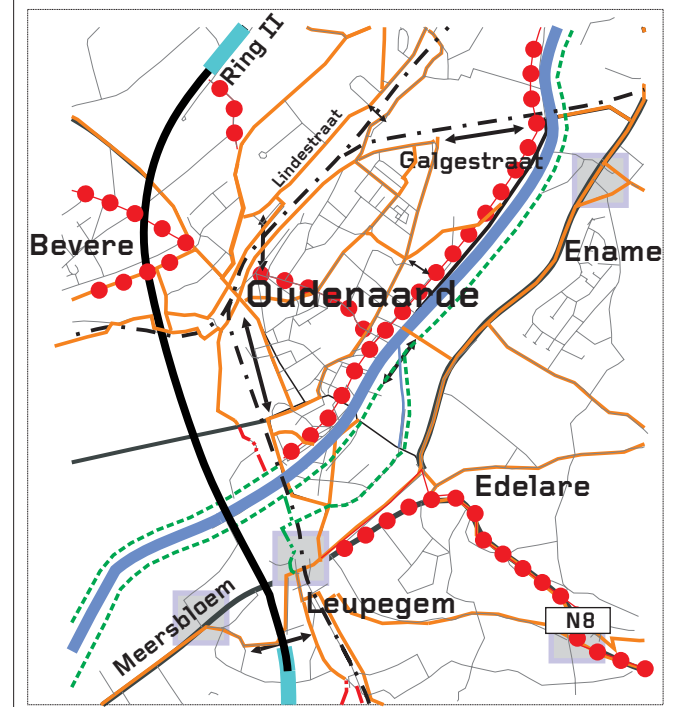 Ring II
Lindestraat
Galgestraat
Bevere
Ename
Oudenaarde
Edelare
Meersbloem
Leupegem
N8